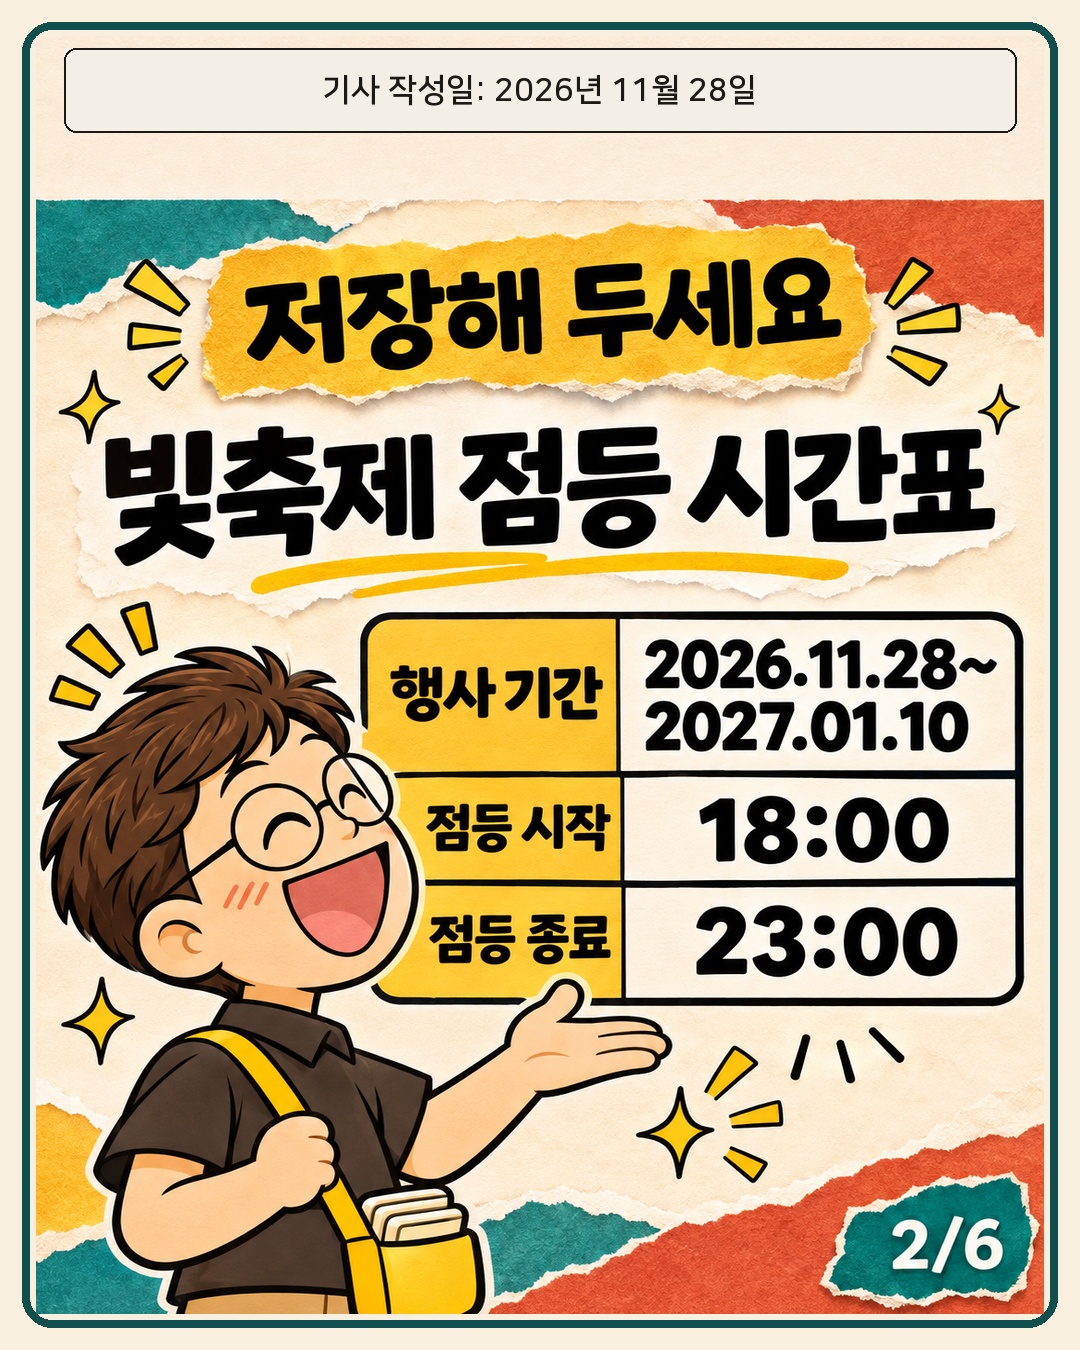 기사 작성일: 2026년 11월 28일
저장해 두세요
빛축제 점등 시간표
행사 기간
2026.11.28~
2027.01.10
점등 시작
18:00
점등 종료
23:00
2/6